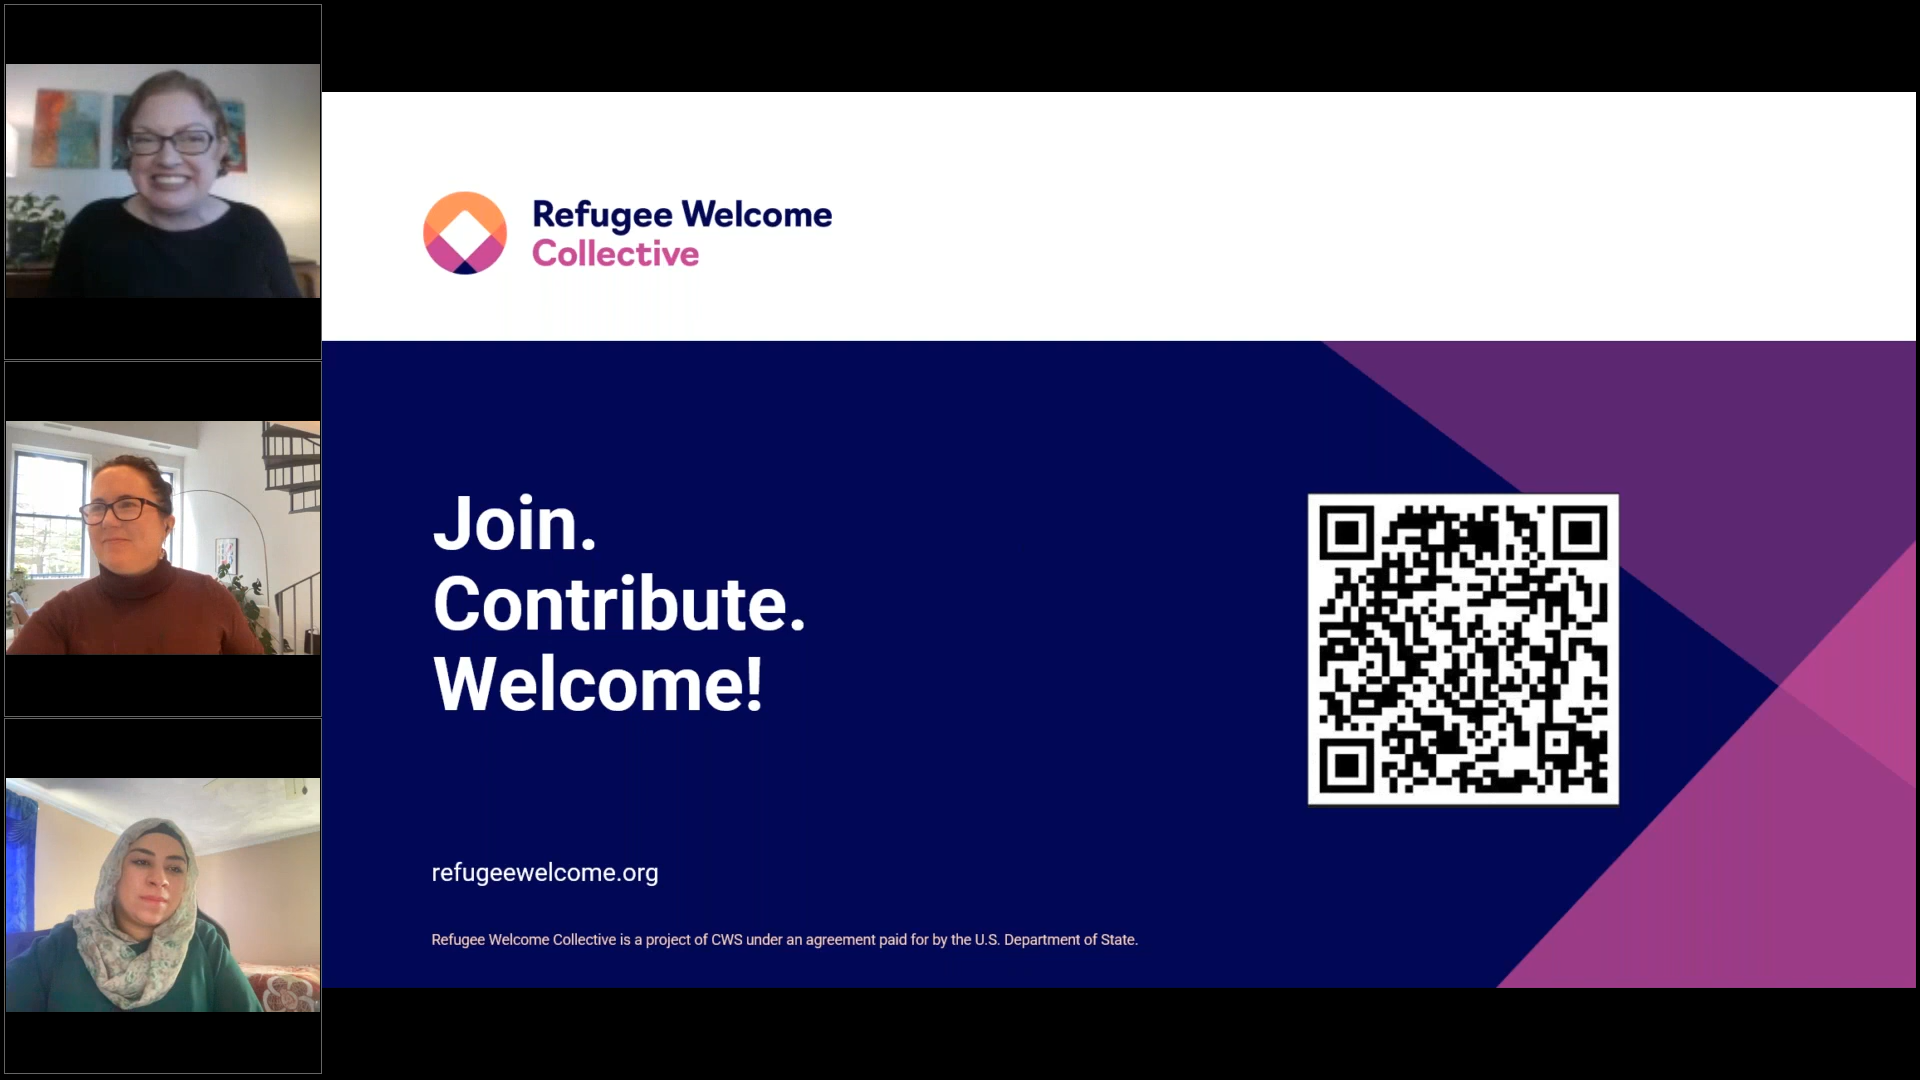 Refugee Welcome
Collective
Join.
Contribute.
Welcome!
refugeewelcome.org
Refugee Welcome Collective is a project of CWS under an agreement paid for by the U.S. Department of State.